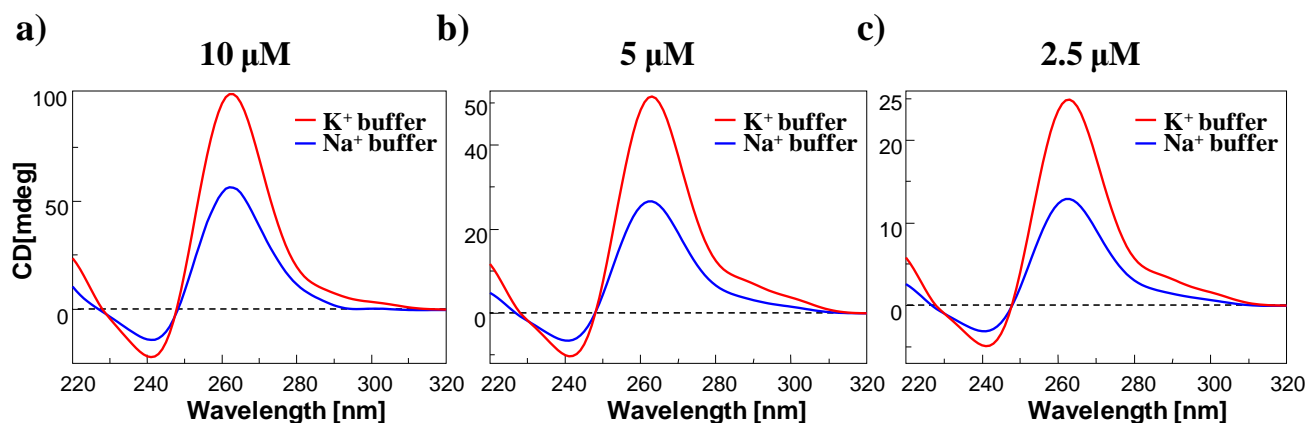 a)
10 µM
CD[mdeg]
100
50
0
K⁺ buffer
Na⁺ buffer
220 240 260 280 300 320
Wavelength [nm]
b)
5 µM
50
40
20
0
K⁺ buffer
Na⁺ buffer
220 240 260 280 300 320
Wavelength [nm]
c)
2.5 µM
25
20
10
0
K⁺ buffer
Na⁺ buffer
220 240 260 280 300 320
Wavelength [nm]